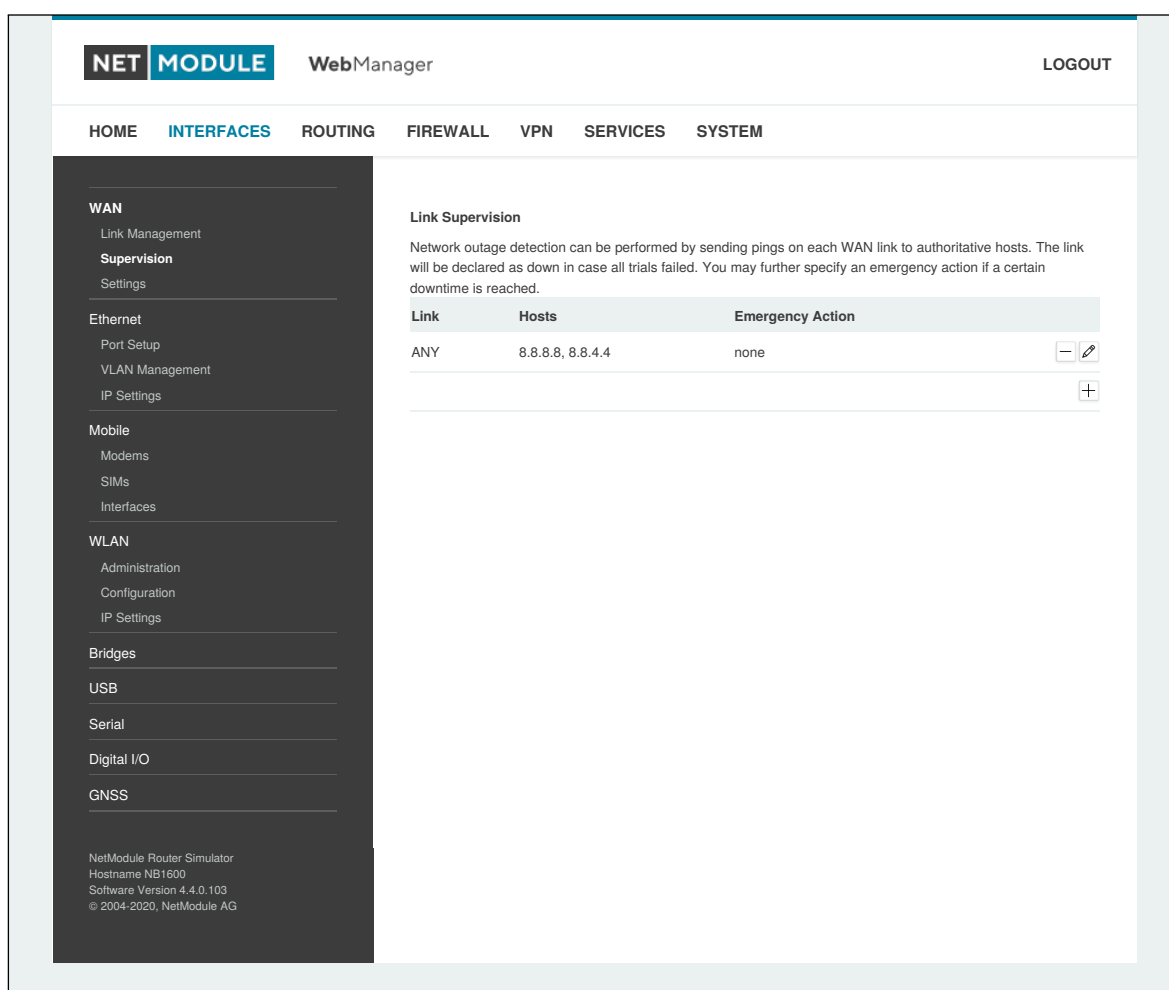 NET MODULE WebManager LOGOUT
HOME INTERFACES ROUTING FIREWALL VPN SERVICES SYSTEM
WAN
Link Management
Supervision
Settings
Ethernet
Port Setup
VLAN Management
IP Settings
Mobile
Modems
SIMs
Interfaces
WLAN
Administration
Configuration
IP Settings
Bridges
USB
Serial
Digital I/O
GNSS
NetModule Router Simulator
Hostname NB1600
Software Version 4.4.0.103
© 2004-2020, NetModule AG
Link Supervision
Network outage detection can be performed by sending pings on each WAN link to authoritative hosts. The link
will be declared as down in case all trials failed. You may further specify an emergency action if a certain
downtime is reached.
Link Hosts Emergency Action
ANY 8.8.8.8, 8.8.4.4 none